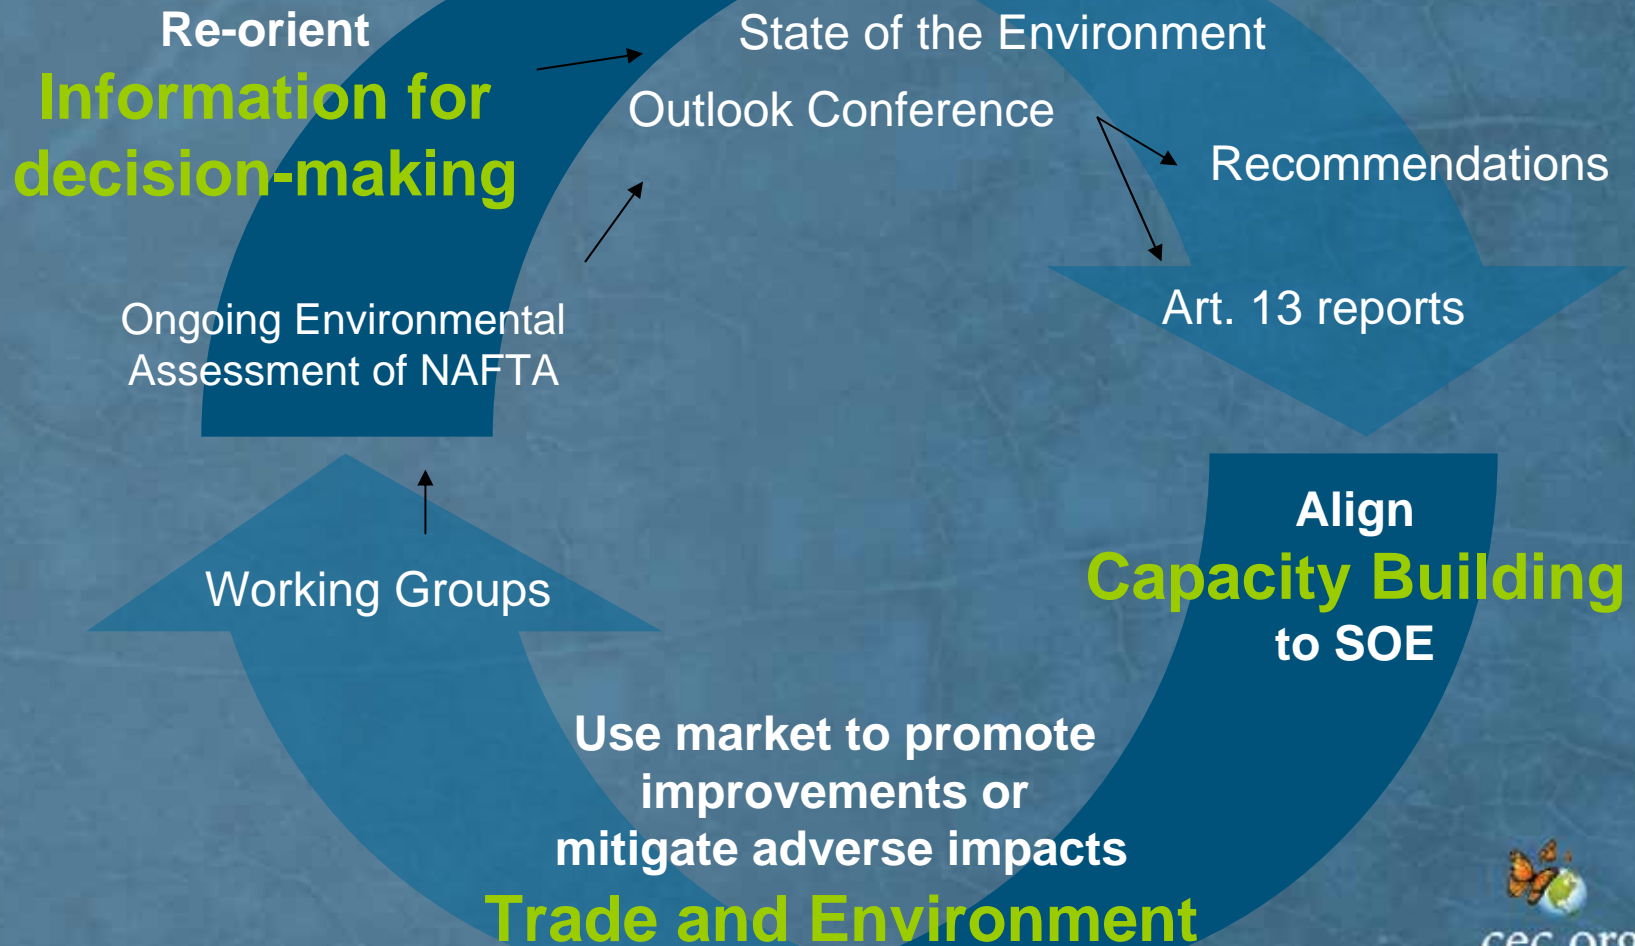 Re-orient
Information for
decision-making
State of the Environment
Outlook Conference
Recommendations
Art. 13 reports
Ongoing Environmental
Assessment of NAFTA
Working Groups
Align
Capacity Building
to SOE
Use market to promote
improvements or
mitigate adverse impacts
Trade and Environment
cec.org